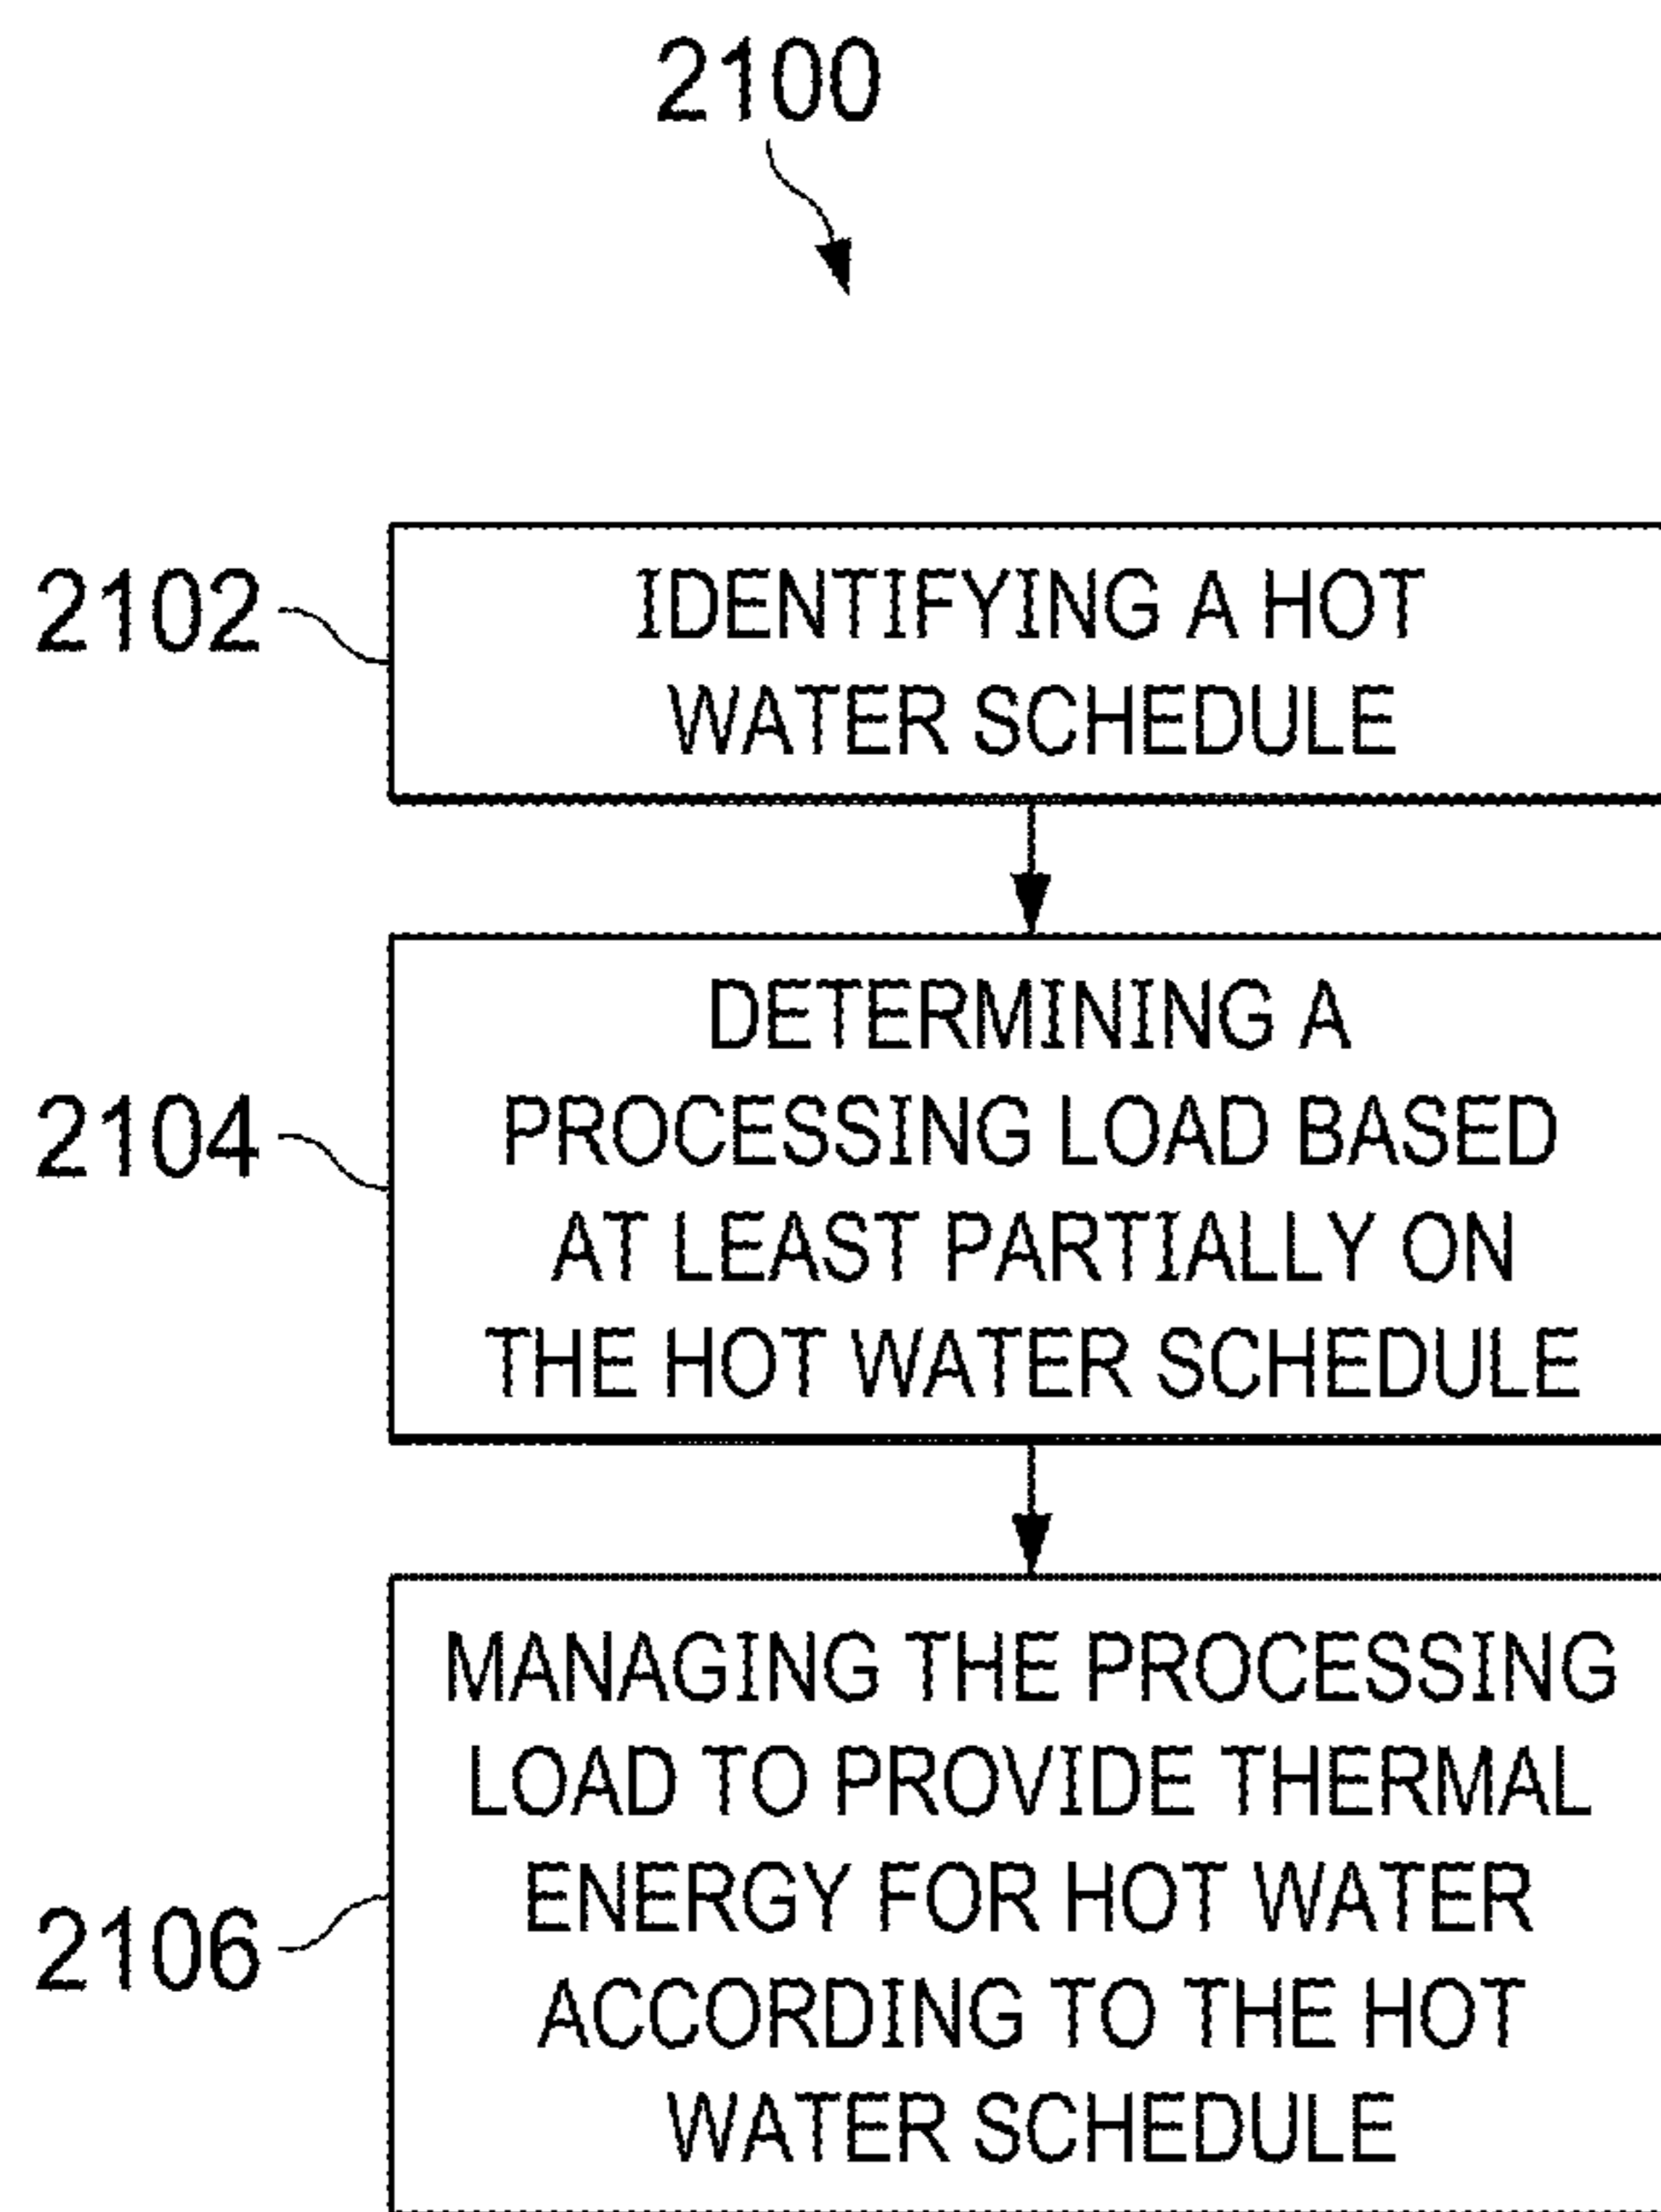 2100
2102
IDENTIFYING A HOT
WATER SCHEDULE
2104
DETERMINING A
PROCESSING LOAD BASED
AT LEAST PARTIALLY ON
THE HOT WATER SCHEDULE
2106
MANAGING THE PROCESSING
LOAD TO PROVIDE THERMAL
ENERGY FOR HOT WATER
ACCORDING TO THE HOT
WATER SCHEDULE